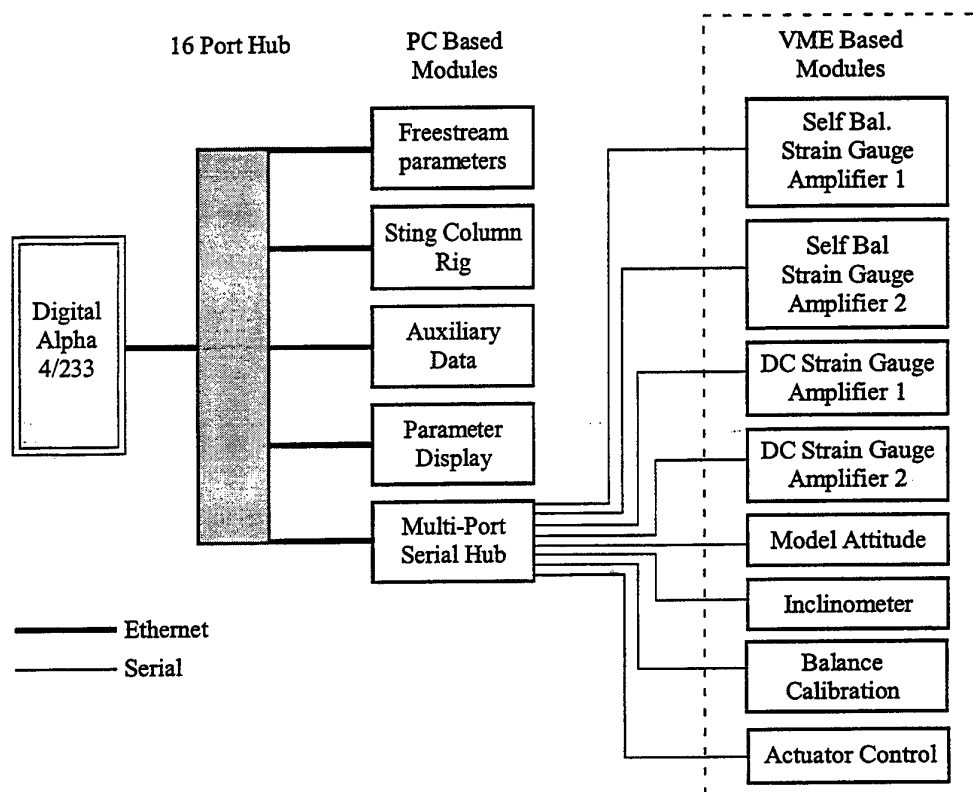 16 Port Hub
PC Based
Modules
VME Based
Modules
Digital
Alpha
4/233
Freestream
parameters
Sting Column
Rig
Auxiliary
Data
Parameter
Display
Multi-Port
Serial Hub
Self Bal.
Strain Gauge
Amplifier 1
Self Bal
Strain Gauge
Amplifier 2
DC Strain Gauge
Amplifier 1
DC Strain Gauge
Amplifier 2
Model Attitude
Inclinometer
Balance
Calibration
Actuator Control
Ethernet
Serial